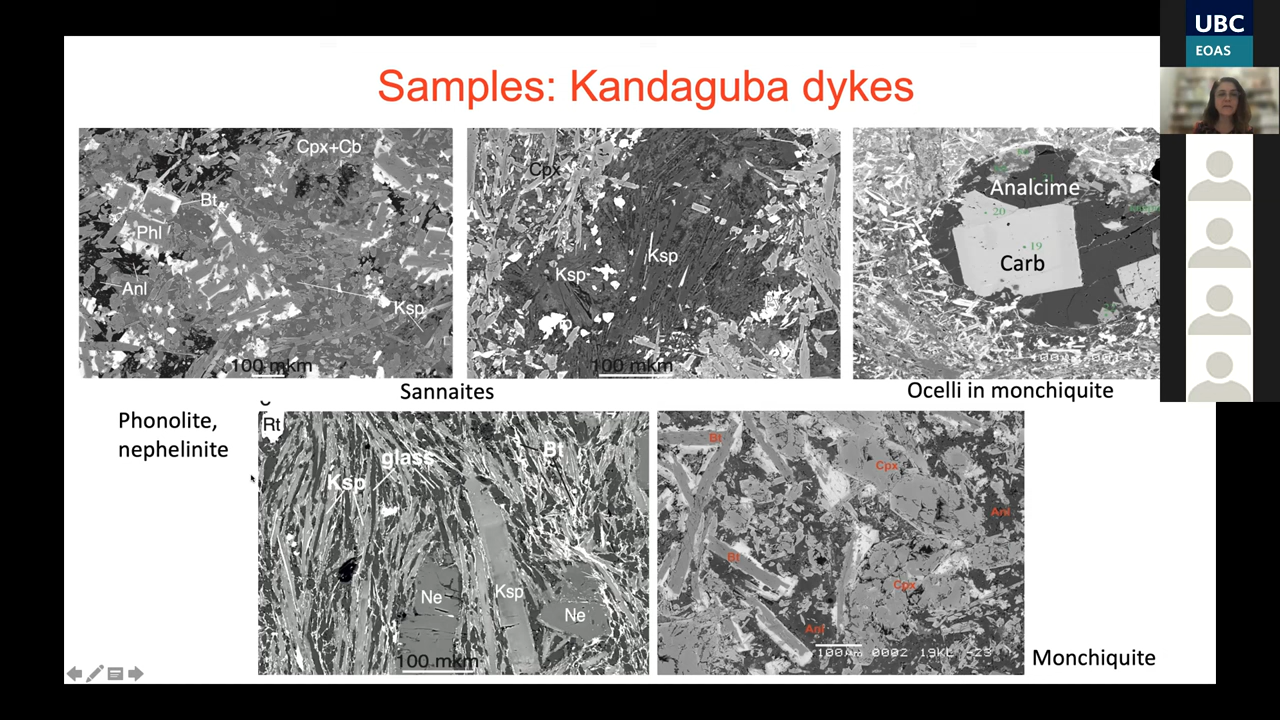 UBC
EOAS
Samples: Kandaguba dykes
Cpx+Cb
Bt
Phl
Anl
Ksp
100 mkm
Cpx
Ksp
Ksp
100 mkm
Analcime
20
19
Carb
Sannaites
Ocelli in monchiquite
Phonolite,
nephelinite
Rt
glass
Bt
Ksp
Ne
Ksp
Ne
100 mkm
Bt
Cpx
Anl
Bt
Cpx
Anl
Monchiquite